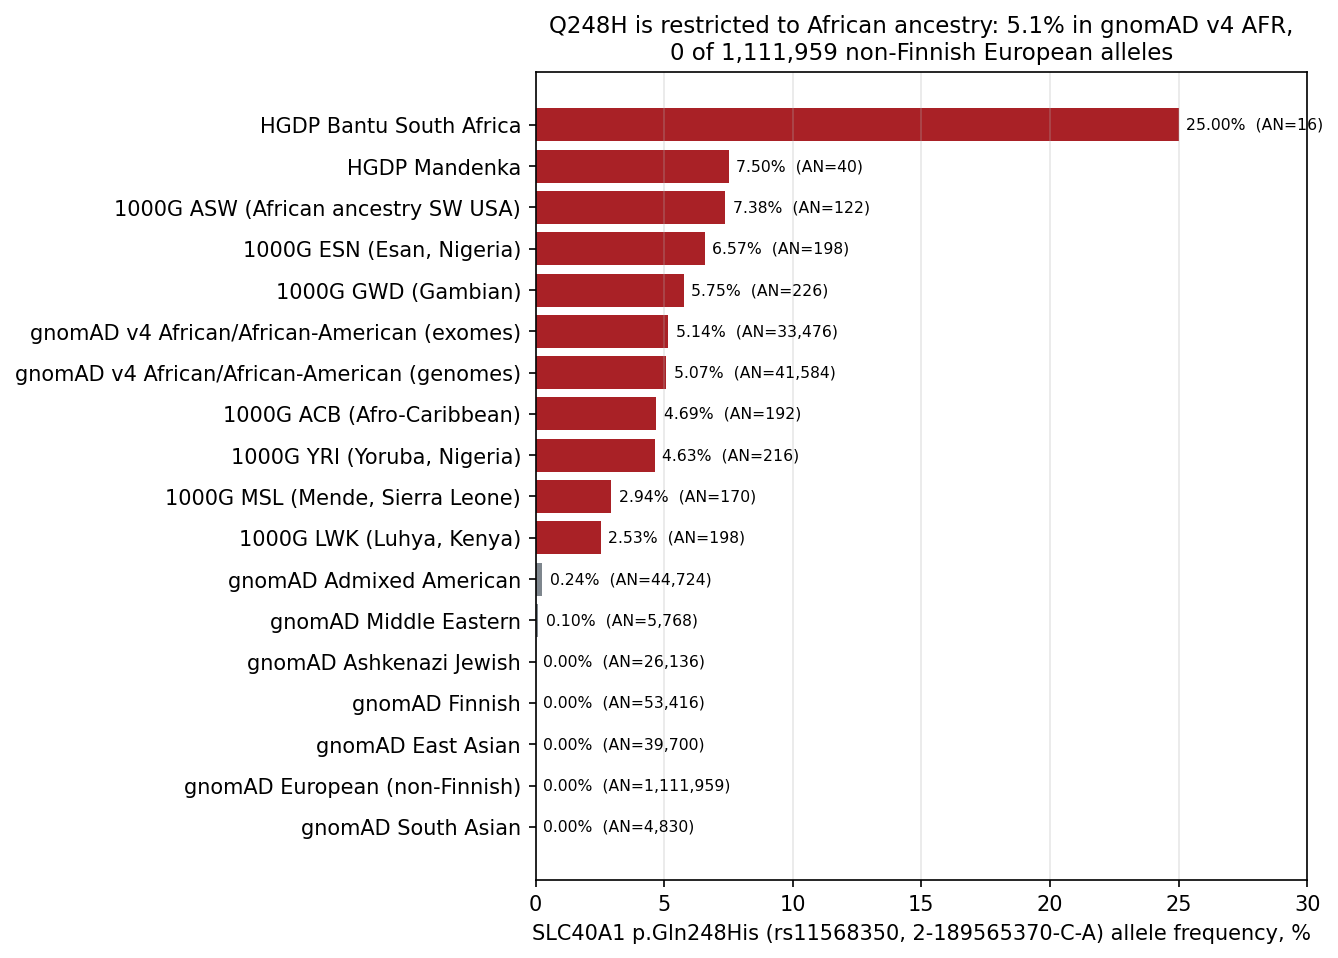 Q248H is restricted to African ancestry: 5.1% in gnomAD v4 AFR,
0 of 1,111,959 non-Finnish European alleles
HGDP Bantu South Africa 25.00% (AN=16)
HGDP Mandenka 7.50% (AN=40)
1000G ASW (African ancestry SW USA) 7.38% (AN=122)
1000G ESN (Esan, Nigeria) 6.57% (AN=198)
1000G GWD (Gambian) 5.75% (AN=226)
gnomAD v4 African/African-American (exomes) 5.14% (AN=33,476)
gnomAD v4 African/African-American (genomes) 5.07% (AN=41,584)
1000G ACB (Afro-Caribbean) 4.69% (AN=192)
1000G YRI (Yoruba, Nigeria) 4.63% (AN=216)
1000G MSL (Mende, Sierra Leone) 2.94% (AN=170)
1000G LWK (Luhya, Kenya) 2.53% (AN=198)
gnomAD Admixed American 0.24% (AN=44,724)
gnomAD Middle Eastern 0.10% (AN=5,768)
gnomAD Ashkenazi Jewish 0.00% (AN=26,136)
gnomAD Finnish 0.00% (AN=53,416)
gnomAD East Asian 0.00% (AN=39,700)
gnomAD European (non-Finnish) 0.00% (AN=1,111,959)
gnomAD South Asian 0.00% (AN=4,830)
0 5 10 15 20 25 30
SLC40A1 p.Gln248His (rs11568350, 2-189565370-C-A) allele frequency, %